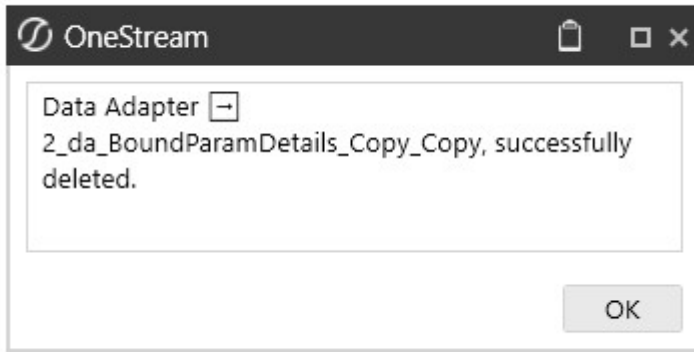 OneStream
Data Adapter →
2_da_BoundParamDetails_Copy_Copy, successfully
deleted.
OK